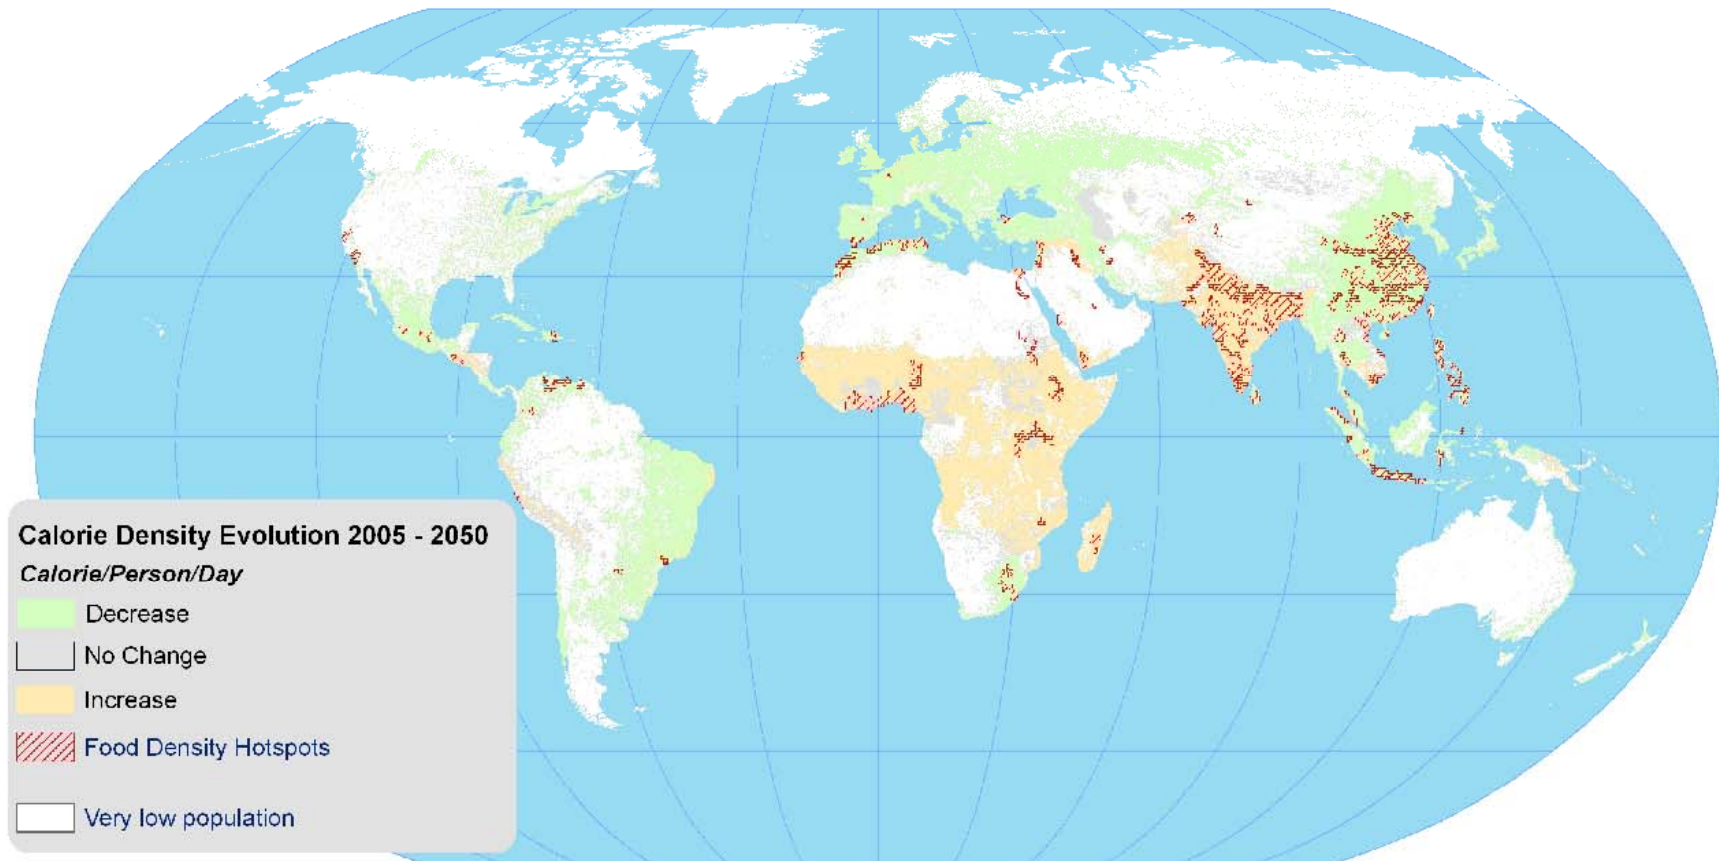 Calorie Density Evolution 2005 - 2050
Calorie/Person/Day
Decrease
No Change
Increase
Food Density Hotspots
Very low population